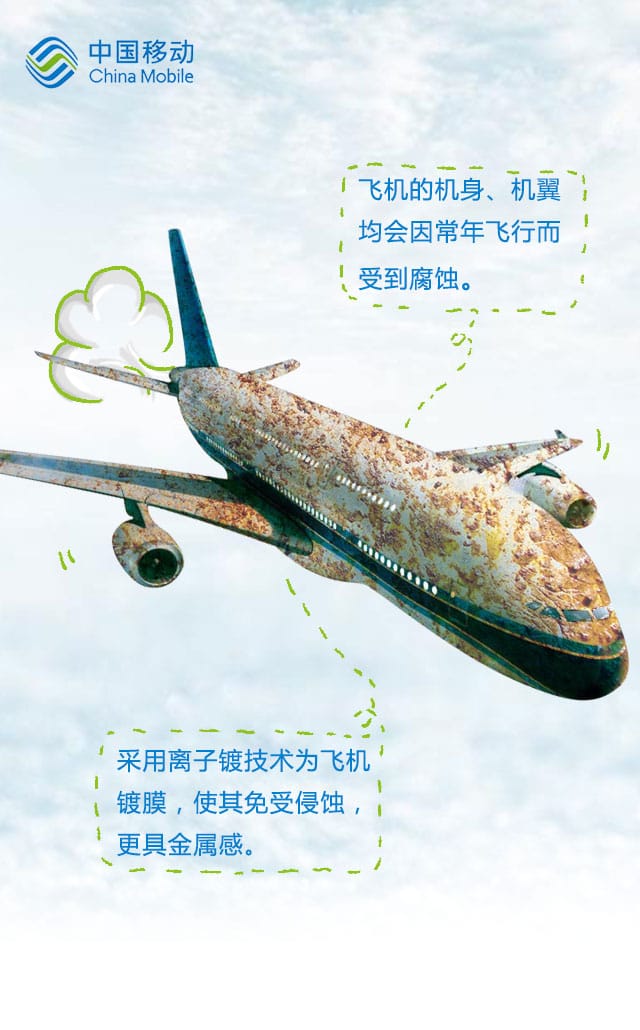 中国移动
China Mobile
飞机的机身、机翼
均会因常年飞行而
受到腐蚀。
采用离子镀技术为飞机
镀膜，使其免受侵蚀，
更具金属感。